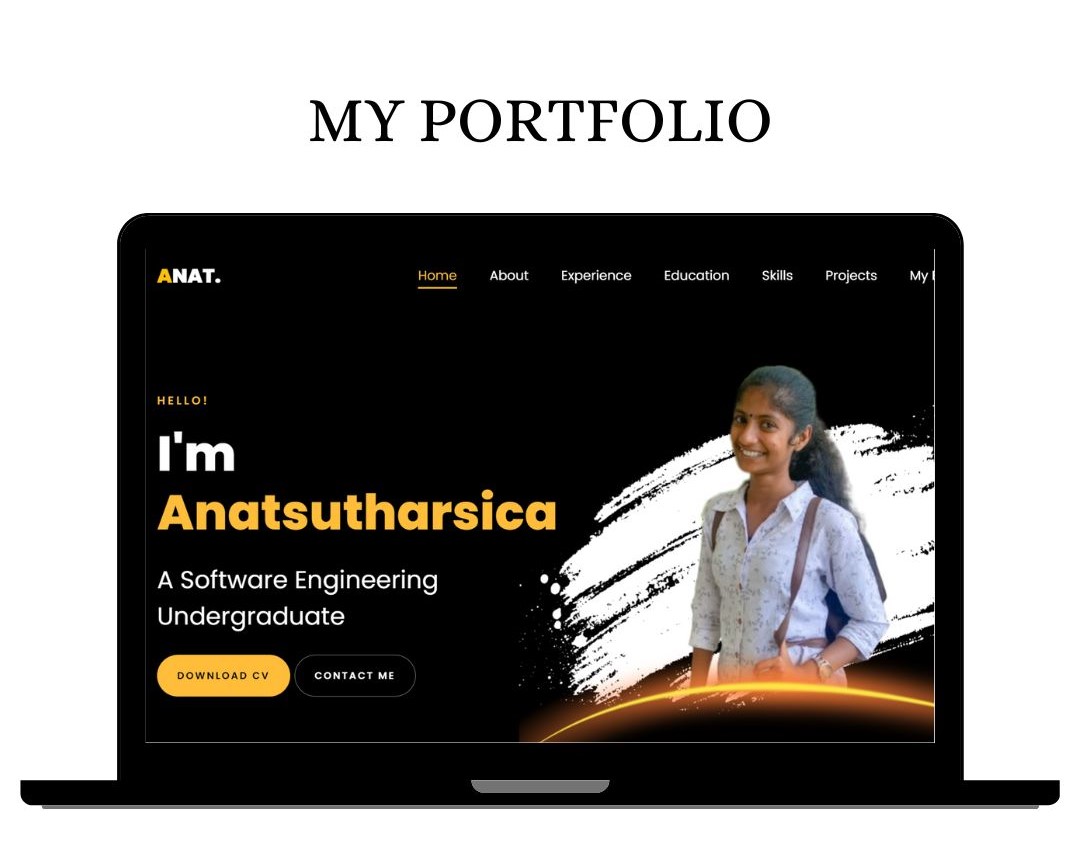 MY PORTFOLIO
ANAT.
Home About Experience Education Skills Projects My
HELLO!
I'm
Anatsutharsica
A Software Engineering
Undergraduate
DOWNLOAD CV CONTACT ME